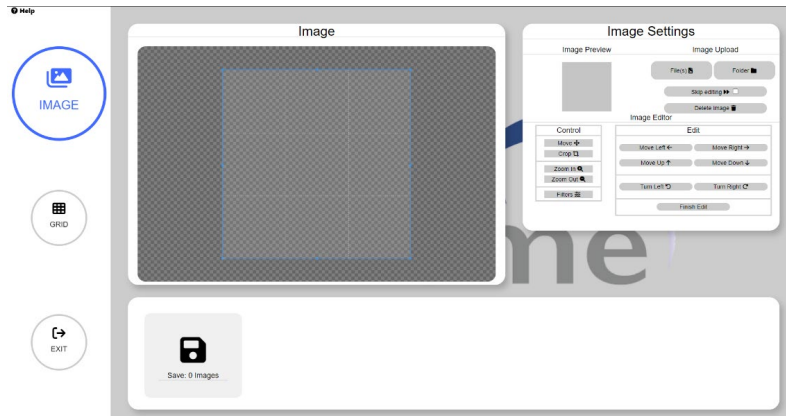 Help
IMAGE
GRID
EXIT
Image
Save: 0 Images
Image Settings
Image Preview
Image Upload
File(s)
Folder
Skip editing
Delete Image
Image Editor
Control
Move
Crop
Zoom In
Zoom Out
Filters
Edit
Move Left ←
Move Right →
Move Up ↑
Move Down ↓
Turn Left
Turn Right
Finish Edit
me